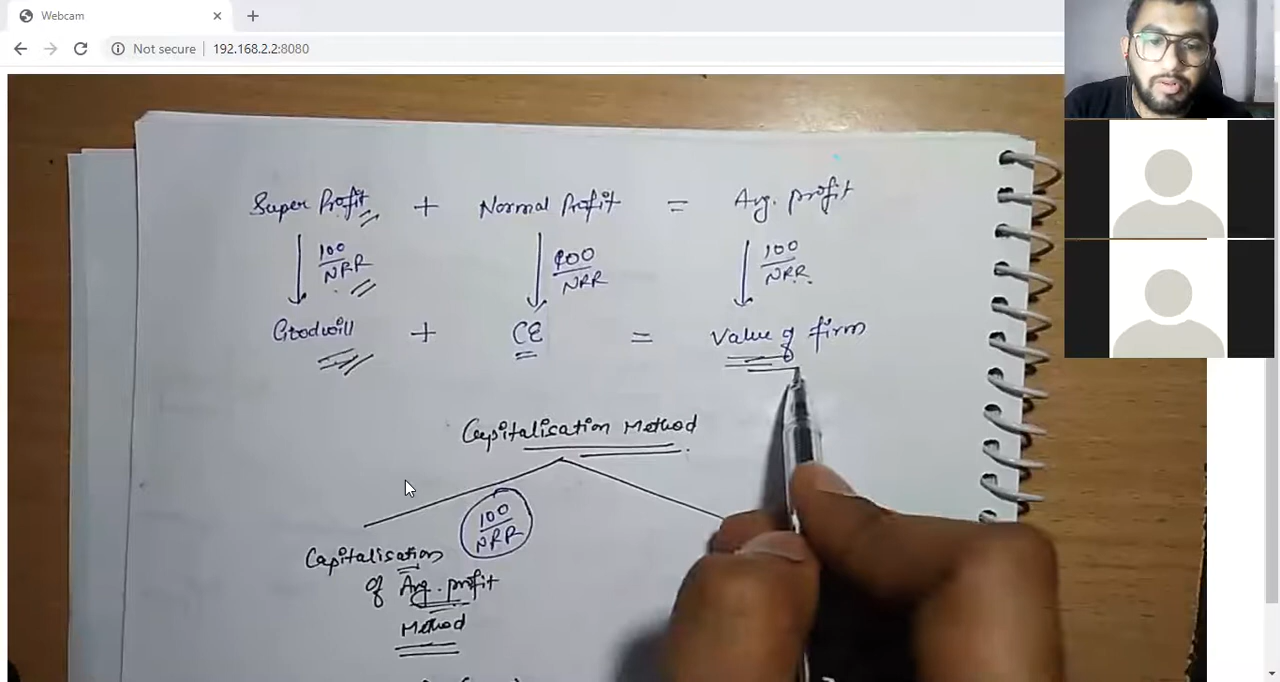 Webcam
Not secure 192.168.2.2:8080
Super Profit + Normal Profit = Avg. profit
100 100 100
NRR NRR NRR
Goodwill + CE = Value of firm
Capitalisation Method
100
NRR
Capitalisation
of Avg. profit
Method